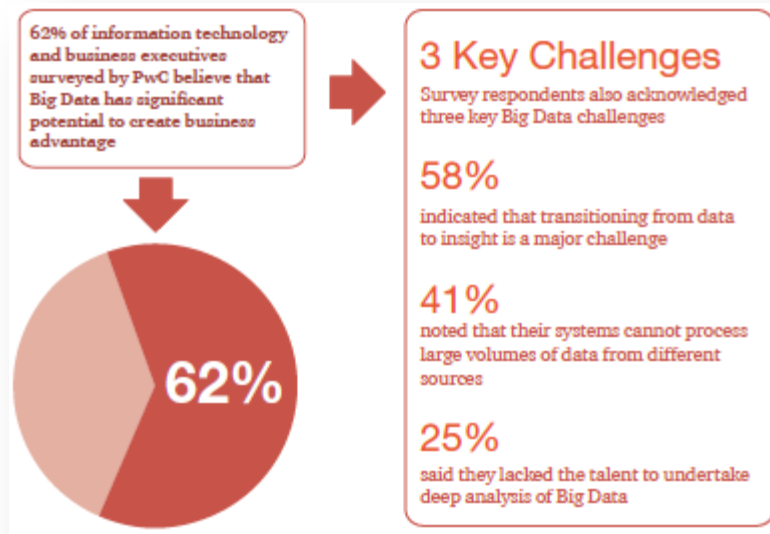 62% of information technology
and business executives
surveyed by PwC believe that
Big Data has significant
potential to create business
advantage
62%
3 Key Challenges
Survey respondents also acknowledged
three key Big Data challenges
58%
indicated that transitioning from data
to insight is a major challenge
41%
noted that their systems cannot process
large volumes of data from different
sources
25%
said they lacked the talent to undertake
deep analysis of Big Data